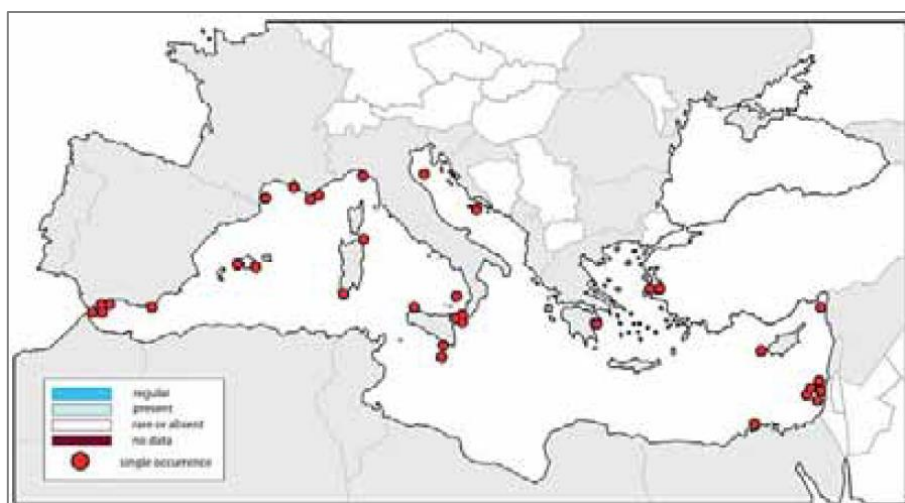 regular
present
rare or absent
no data
single occurrence